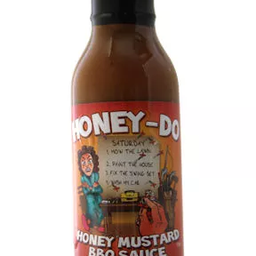 HONEY-DO
SATURDAY
1. MOW THE LAWN
2. PAINT THE HOUSE
3. FIX THE SWING SET
HONEY MUSTARD
BBQ SAUCE